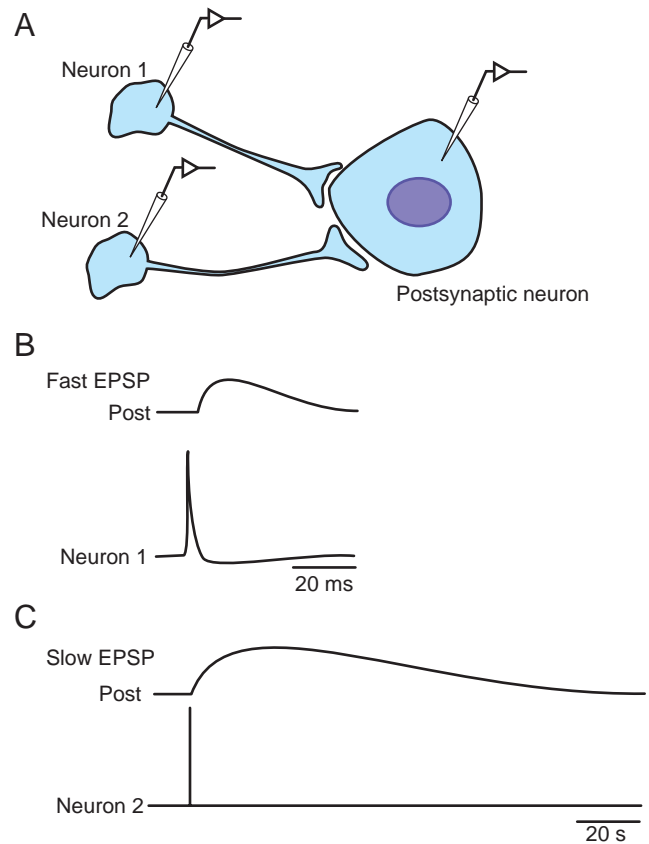 A
Neuron 1
Neuron 2
Postsynaptic neuron
B
Fast EPSP
Post
Neuron 1
20 ms
C
Slow EPSP
Post
Neuron 2
20 s